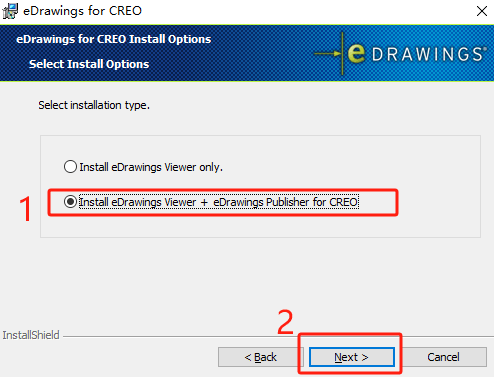 eDrawings for CREO
eDrawings for CREO Install Options
Select Install Options
eDRAWINGS®
Select installation type.
Install eDrawings Viewer only.
1
Install eDrawings Viewer + eDrawings Publisher for CREO
2
InstallShield
< Back
Next >
Cancel